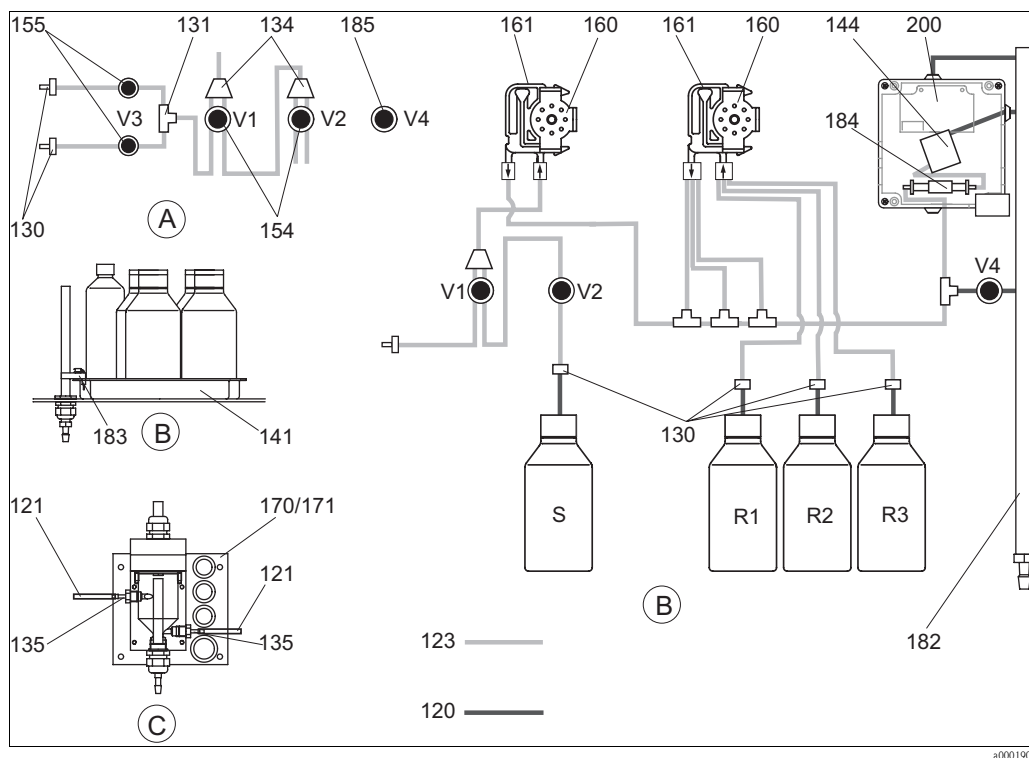 155 131 134 185 161 160 161 160 144 200
V3 V1 V2 V4
184
130 A 154
V1 V2 V4
183 B 141 130
121 170/171 S R1 R2 R3
121
B
135 135 123 182
C 120
a000190